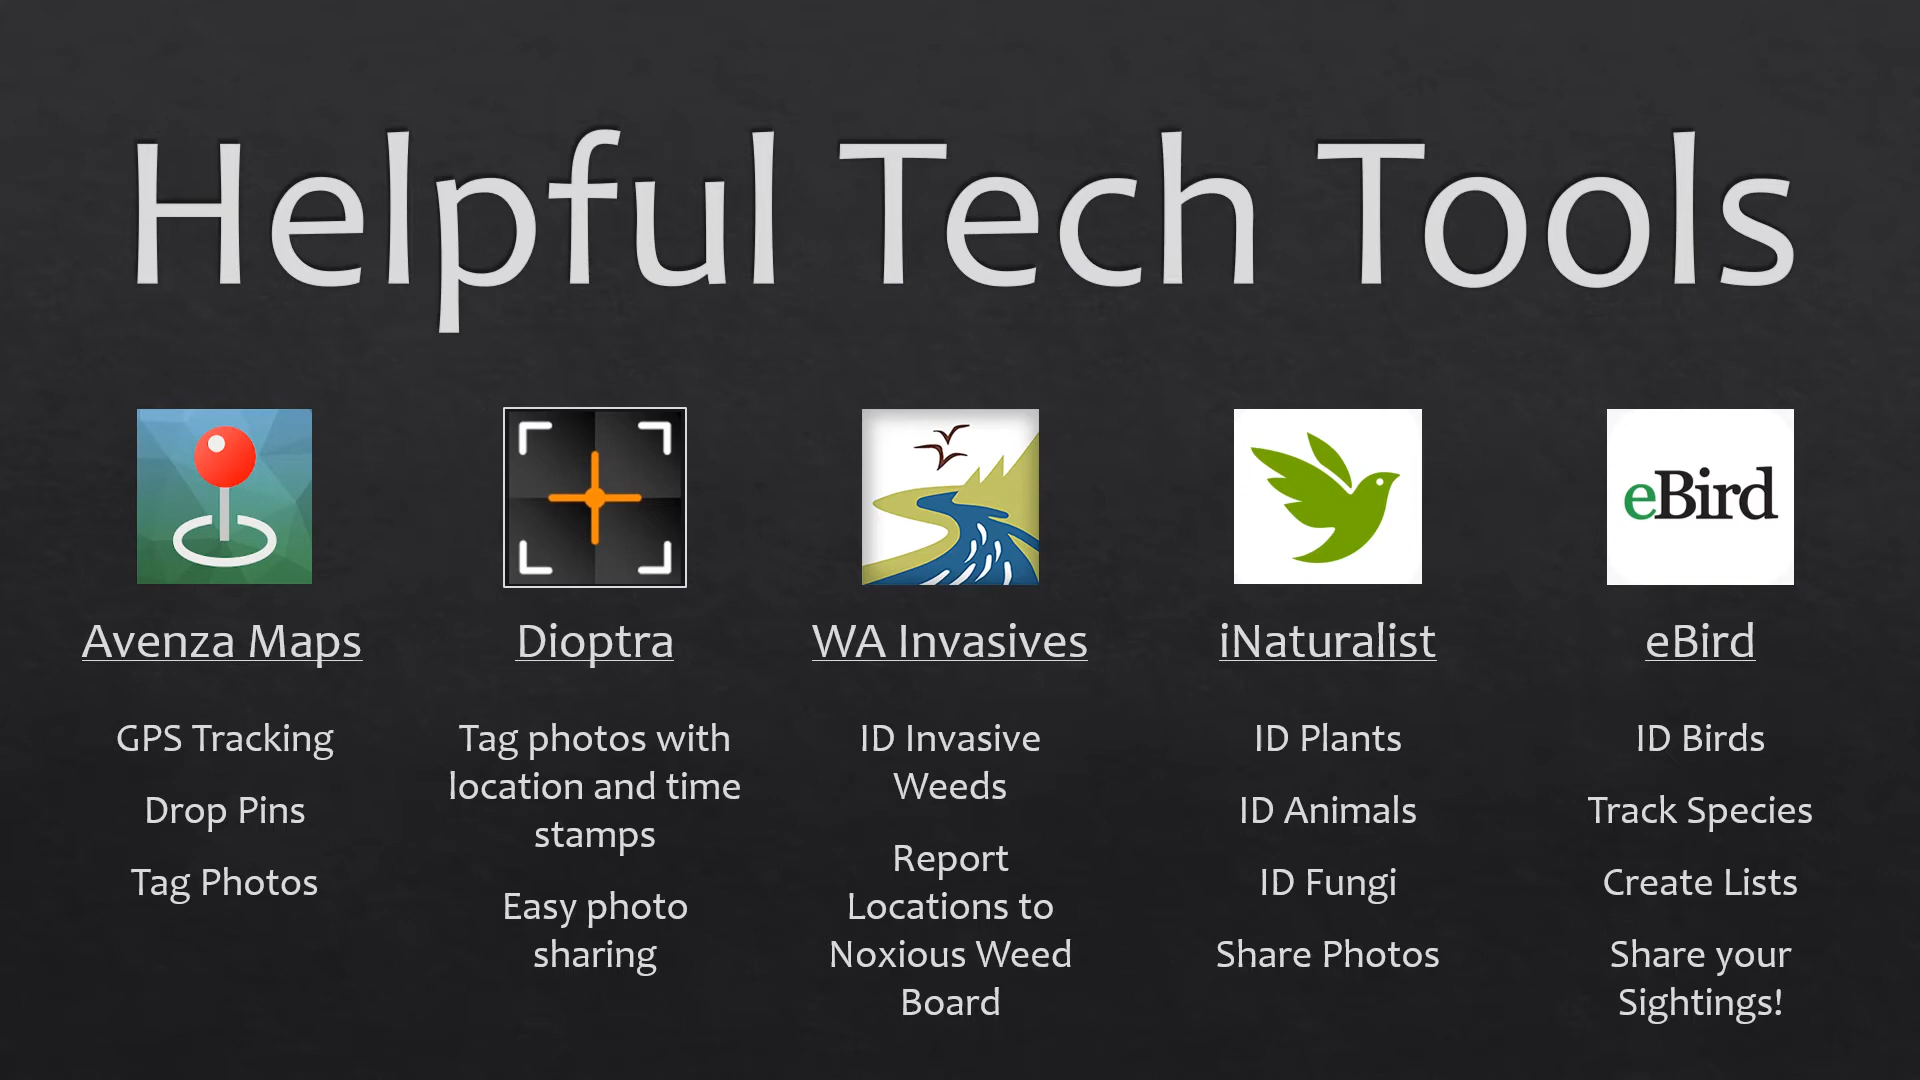 Helpful Tech Tools
eBird
Avenza Maps
GPS Tracking
Drop Pins
Tag Photos
Dioptra
Tag photos with
location and time
stamps
Easy photo
sharing
WA Invasives
ID Invasive
Weeds
Report
Locations to
Noxious Weed
Board
iNaturalist
ID Plants
ID Animals
ID Fungi
Share Photos
eBird
ID Birds
Track Species
Create Lists
Share your
Sightings!